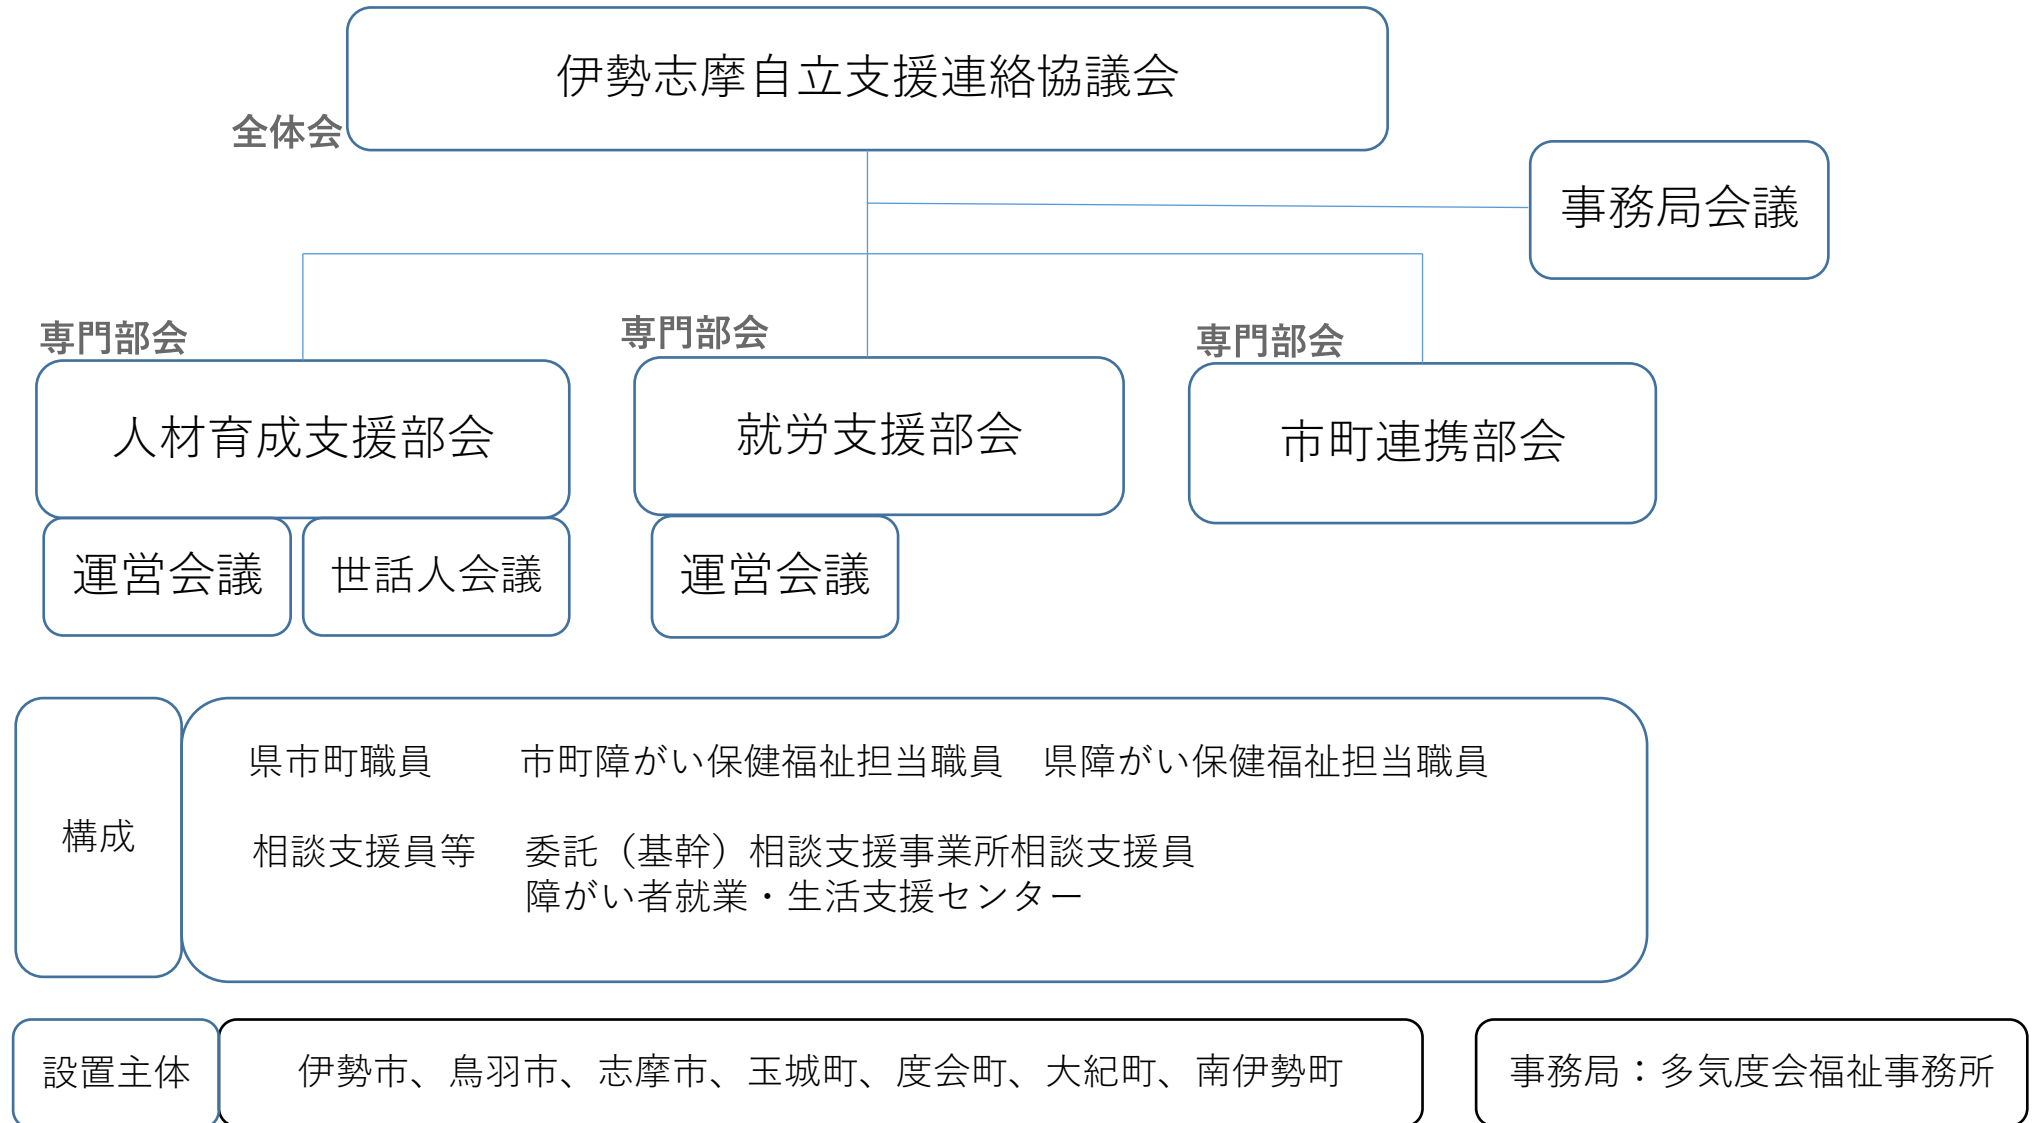 伊勢志摩自立支援連絡協議会
全体会
事務局会議
専門部会
専門部会
専門部会
人材育成支援部会
就労支援部会
市町連携部会
運営会議
世話人会議
運営会議
構成
県市町職員 市町障がい保健福祉担当職員 県障がい保健福祉担当職員
相談支援員等 委託（基幹）相談支援事業所相談支援員
障がい者就業・生活支援センター
設置主体
伊勢市、鳥羽市、志摩市、玉城町、度会町、大紀町、南伊勢町
事務局：多気度会福祉事務所